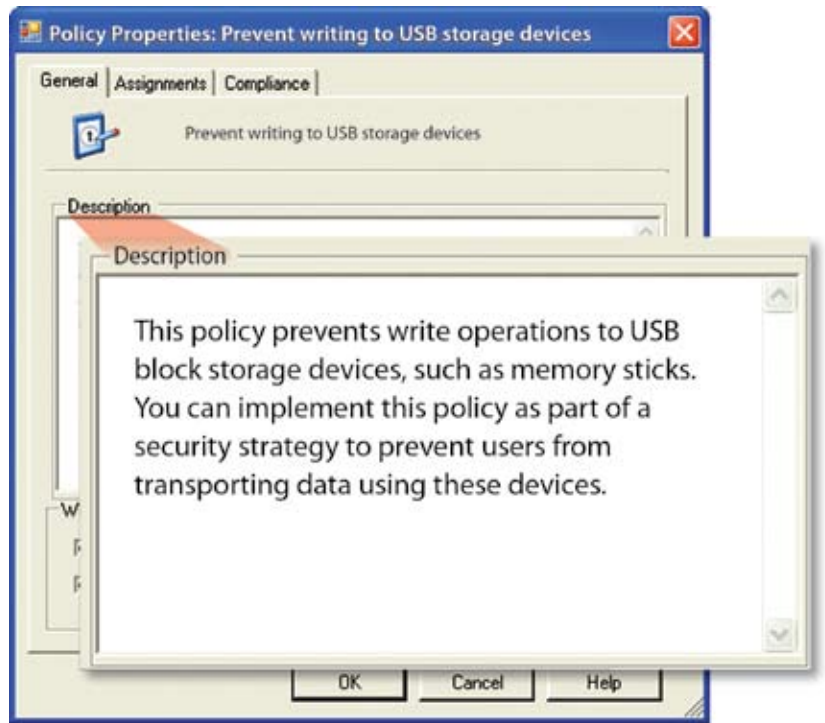 Policy Properties: Prevent writing to USB storage devices
General Assignments Compliance
Prevent writing to USB storage devices
Description
Description
This policy prevents write operations to USB
block storage devices, such as memory sticks.
You can implement this policy as part of a
security strategy to prevent users from
transporting data using these devices.
OK Cancel Help